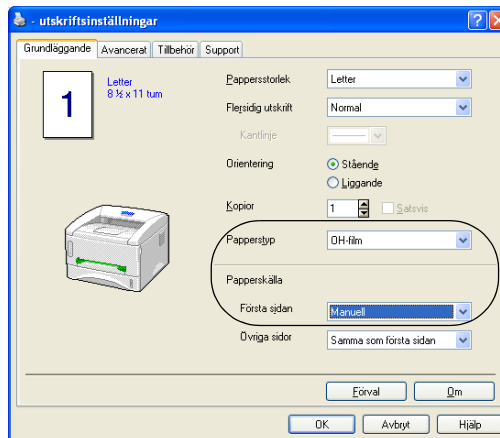 - utskriftsinställningar
Grundläggande Avancerat Tillbehör Support
1
Letter
8 ½ x 11 tum
Pappersstorlek Letter
Flersidig utskrift Normal
Kantlinje
Orientering Stående
Liggande
Kopior 1 Satsvis
Papperstyp OH-film
Papperskälla
Första sidan Manuell
Övriga sidor Samma som första sidan
Förval Om
OK Avbryt Hjälp